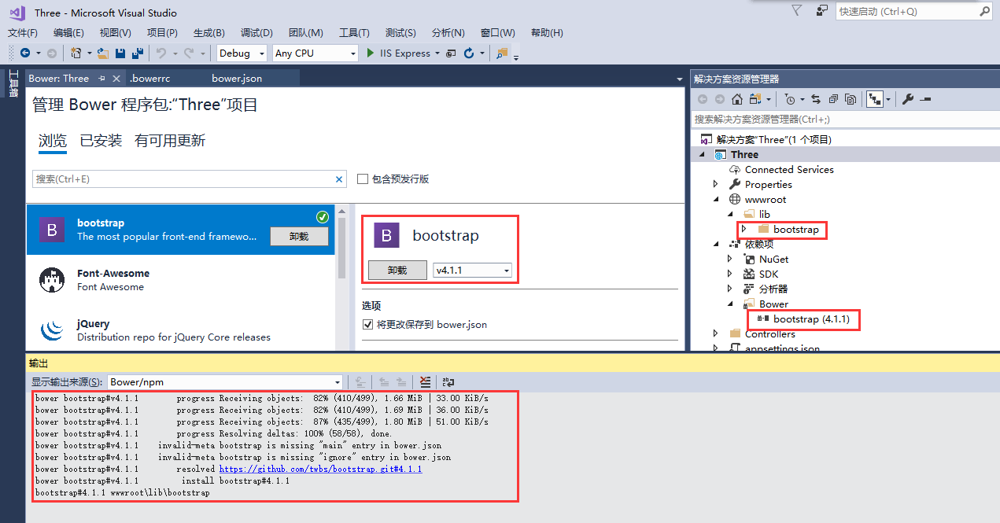 Three - Microsoft Visual Studio
快速启动 (Ctrl+Q)
文件(F) 编辑(E) 视图(V) 项目(P) 生成(B) 调试(D) 团队(M) 工具(T) 测试(S) 分析(N) 窗口(W) 帮助(H)
Debug Any CPU IIS Express
工具箱
Bower: Three .bowerrc bower.json
管理 Bower 程序包:“Three”项目
浏览 已安装 有可用更新
搜索(Ctrl+E) 包含预发行版
bootstrap
The most popular front-end framewo...
卸载
Font-Awesome
Font Awesome
jQuery
Distribution repo for jQuery Core releases
B bootstrap
卸载 v4.1.1
选项
将更改保存到 bower.json
解决方案资源管理器
搜索解决方案资源管理器(Ctrl+;)
解决方案“Three”(1 个项目)
Three
Connected Services
Properties
wwwroot
lib
bootstrap
依赖项
NuGet
SDK
分析器
Bower
bootstrap (4.1.1)
Controllers
appsettings.json
输出
显示输出来源(S): Bower/npm
bower bootstrap#v4.1.1 progress Receiving objects: 82% (410/499), 1.66 MiB | 33.00 KiB/s
bower bootstrap#v4.1.1 progress Receiving objects: 82% (410/499), 1.69 MiB | 36.00 KiB/s
bower bootstrap#v4.1.1 progress Receiving objects: 87% (435/499), 1.80 MiB | 51.00 KiB/s
bower bootstrap#v4.1.1 progress Resolving deltas: 100% (58/58), done.
bower bootstrap#v4.1.1 invalid-meta bootstrap is missing "main" entry in bower.json
bower bootstrap#v4.1.1 invalid-meta bootstrap is missing "ignore" entry in bower.json
bower bootstrap#v4.1.1 resolved https://github.com/twbs/bootstrap.git#4.1.1
bower bootstrap#v4.1.1 install bootstrap#4.1.1
bootstrap#4.1.1 wwwroot\lib\bootstrap